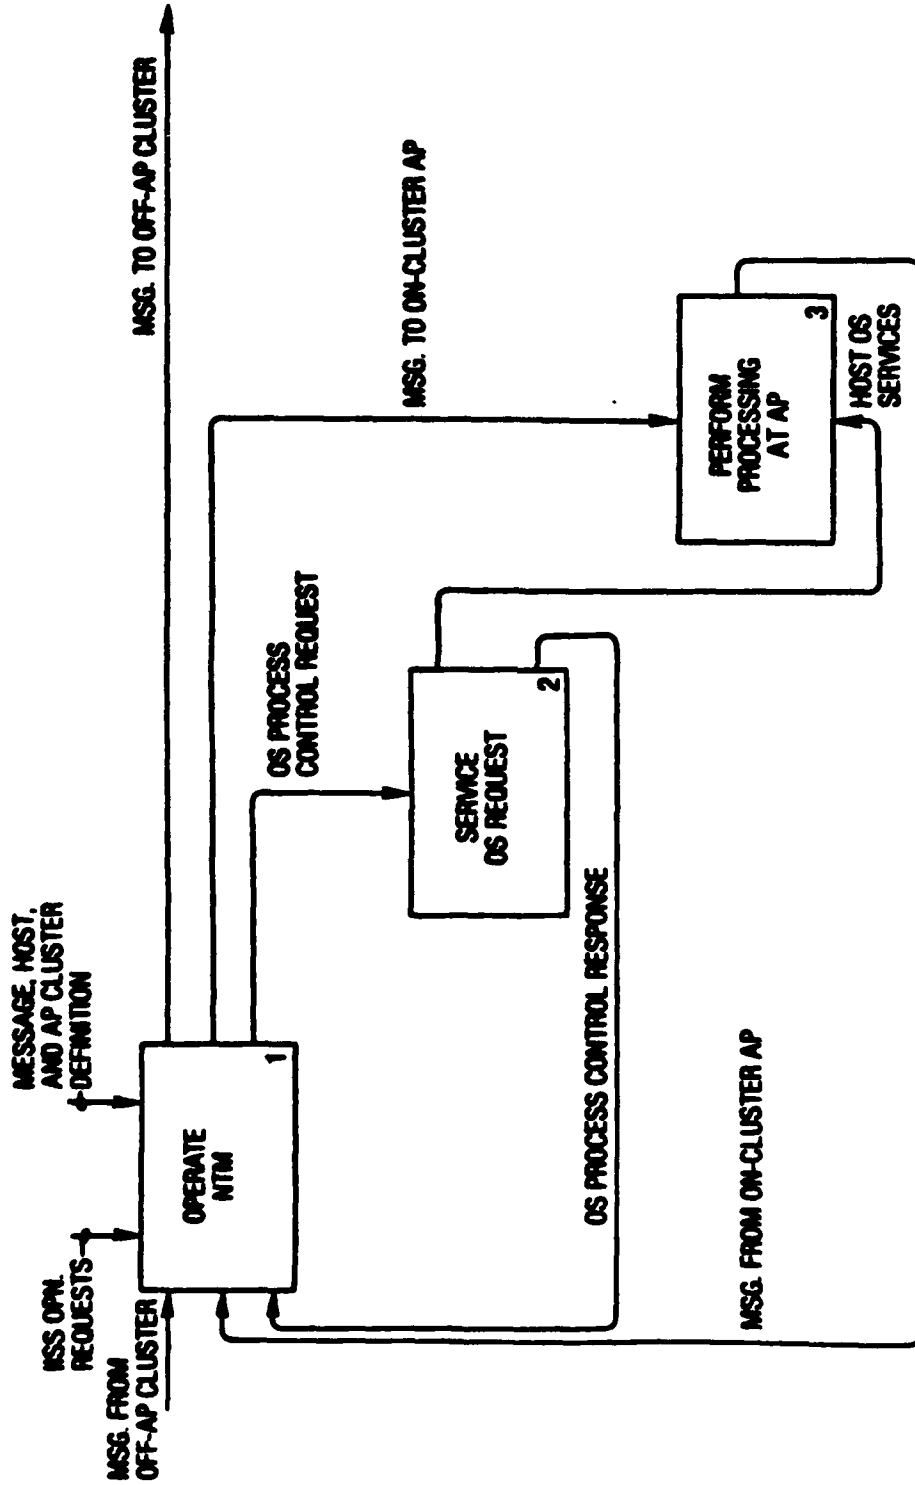 MESSAGE, HOST,
AND AP CLUSTER
DEFINITION
IISS OPN.
REQUESTS
MSG. FROM
OFF-AP CLUSTER
OPERATE
NTM
1
MSG. TO OFF-AP CLUSTER
MSG. TO ON-CLUSTER AP
OS PROCESS
CONTROL REQUEST
SERVICE
OS REQUEST
2
PERFORM
PROCESSING
AT AP
3
HOST OS
SERVICES
OS PROCESS CONTROL RESPONSE
MSG. FROM ON-CLUSTER AP